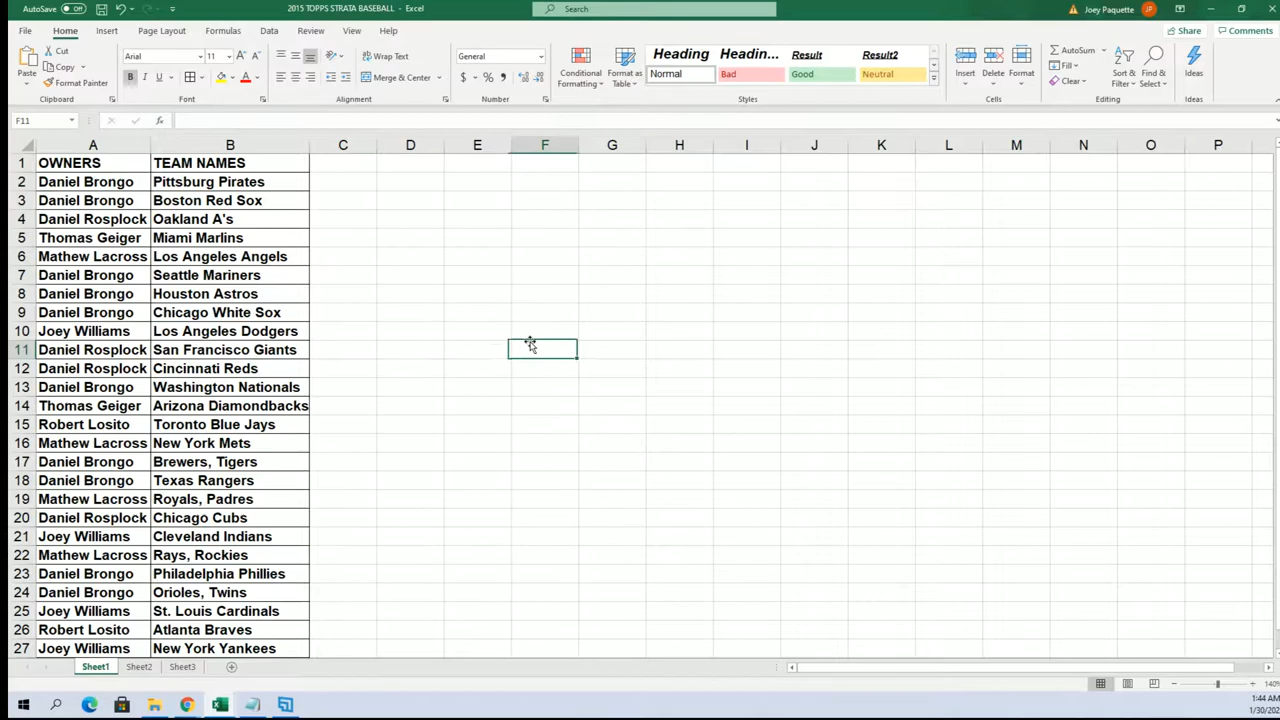 AutoSave Off 2015 TOPPS STRATA BASEBALL - Excel Search Joey Paquette JP
File Home Insert Page Layout Formulas Data Review View Help Share Comments
Paste Cut Copy Format Painter Clipboard
Arial 11 A A B I U A Font
ab Wrap Text Merge & Center Alignment
General $ % , Number
Conditional Formatting Format as Table
Heading Headin... Result Result2
Normal Bad Good Neutral
Styles
Insert Delete Format Cells
AutoSum Fill Clear Sort & Filter Find & Select Editing
Ideas Ideas
F11 fx
A B C D E F G H I J K L M N O P
1 OWNERS TEAM NAMES
2 Daniel Brongo Pittsburg Pirates
3 Daniel Brongo Boston Red Sox
4 Daniel Rosplock Oakland A's
5 Thomas Geiger Miami Marlins
6 Mathew Lacross Los Angeles Angels
7 Daniel Brongo Seattle Mariners
8 Daniel Brongo Houston Astros
9 Daniel Brongo Chicago White Sox
10 Joey Williams Los Angeles Dodgers
11 Daniel Rosplock San Francisco Giants
12 Daniel Rosplock Cincinnati Reds
13 Daniel Brongo Washington Nationals
14 Thomas Geiger Arizona Diamondbacks
15 Robert Losito Toronto Blue Jays
16 Mathew Lacross New York Mets
17 Daniel Brongo Brewers, Tigers
18 Daniel Brongo Texas Rangers
19 Mathew Lacross Royals, Padres
20 Daniel Rosplock Chicago Cubs
21 Joey Williams Cleveland Indians
22 Mathew Lacross Rays, Rockies
23 Daniel Brongo Philadelphia Phillies
24 Daniel Brongo Orioles, Twins
25 Joey Williams St. Louis Cardinals
26 Robert Losito Atlanta Braves
27 Joey Williams New York Yankees
Sheet1 Sheet2 Sheet3
140%
1:44 AM
1/30/202